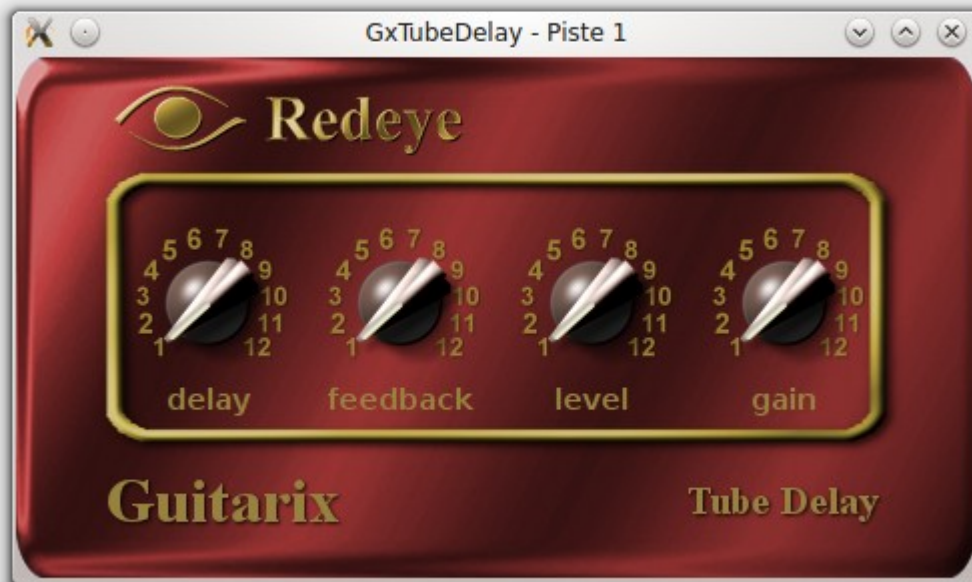 GxTubeDelay - Piste 1
Redeye
1 2 3 4 5 6 7 8 9 10 11 12
delay
1 2 3 4 5 6 7 8 9 10 11 12
feedback
1 2 3 4 5 6 7 8 9 10 11 12
level
1 2 3 4 5 6 7 8 9 10 11 12
gain
Guitarix
Tube Delay